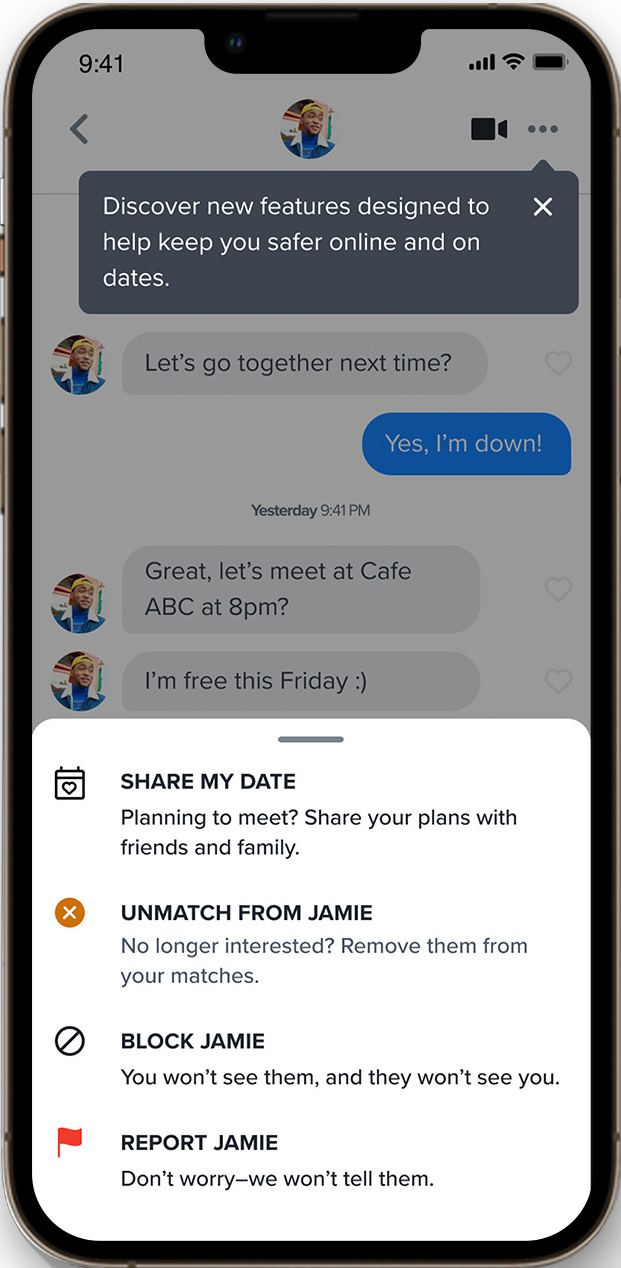 9:41
Discover new features designed to
help keep you safer online and on
dates.
Let’s go together next time?
Yes, I’m down!
Yesterday 9:41 PM
Great, let’s meet at Cafe
ABC at 8pm?
I’m free this Friday :)
SHARE MY DATE
Planning to meet? Share your plans with
friends and family.
UNMATCH FROM JAMIE
No longer interested? Remove them from
your matches.
BLOCK JAMIE
You won’t see them, and they won’t see you.
REPORT JAMIE
Don’t worry–we won’t tell them.